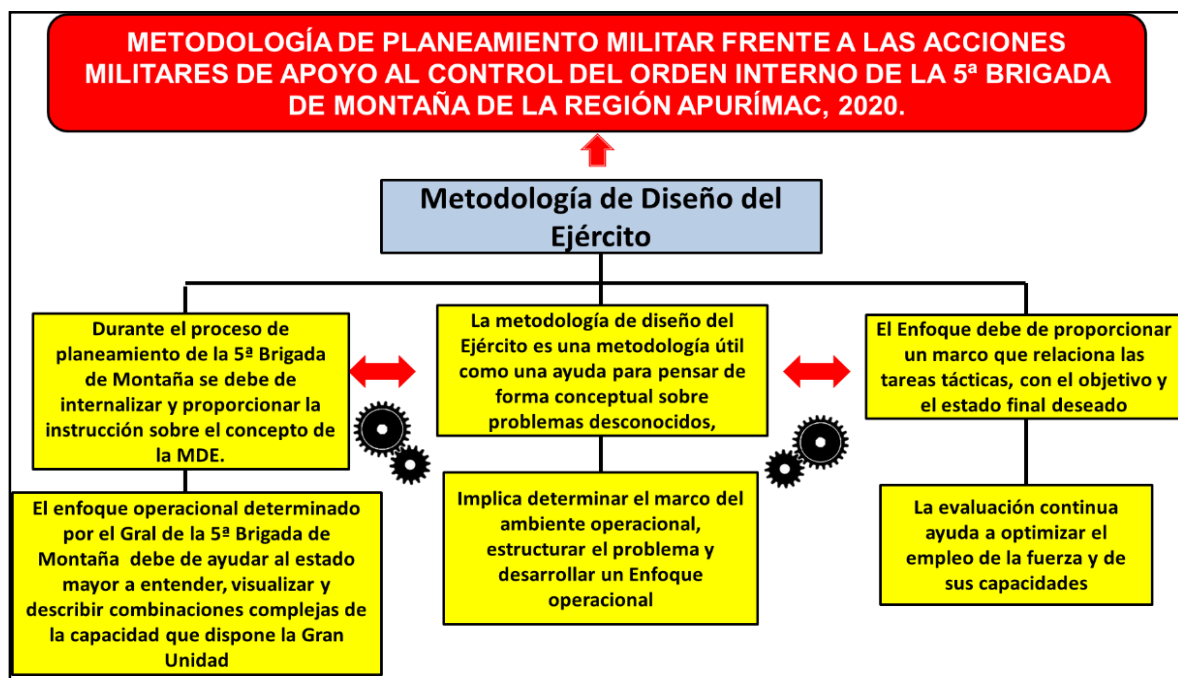 METODOLOGÍA DE PLANEAMIENTO MILITAR FRENTE A LAS ACCIONES
MILITARES DE APOYO AL CONTROL DEL ORDEN INTERNO DE LA 5ª BRIGADA
DE MONTAÑA DE LA REGIÓN APURÍMAC, 2020.
Metodología de Diseño del
Ejército
Durante el proceso de
planeamiento de la 5ª Brigada
de Montaña se debe de
internalizar y proporcionar la
instrucción sobre el concepto de
la MDE.
La metodología de diseño del
Ejército es una metodología útil
como una ayuda para pensar de
forma conceptual sobre
problemas desconocidos,
El Enfoque debe de proporcionar
un marco que relaciona las
tareas tácticas, con el objetivo y
el estado final deseado
El enfoque operacional determinado
por el Gral de la 5ª Brigada de
Montaña debe de ayudar al estado
mayor a entender, visualizar y
describir combinaciones complejas de
la capacidad que dispone la Gran
Unidad
Implica determinar el marco del
ambiente operacional,
estructurar el problema y
desarrollar un Enfoque
operacional
La evaluación continua
ayuda a optimizar el
empleo de la fuerza y de
sus capacidades